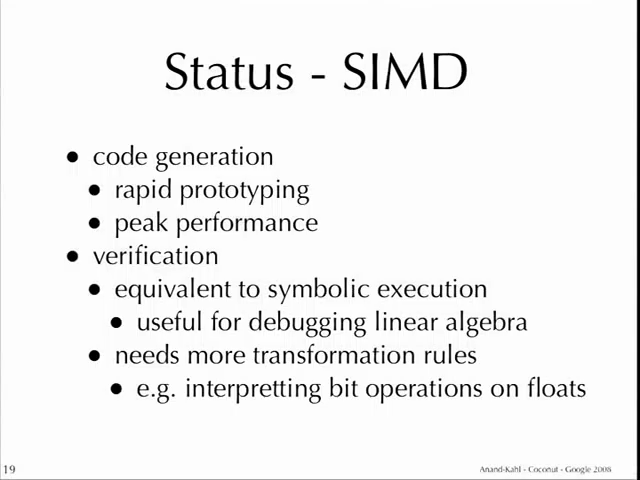 Status - SIMD
• code generation
• rapid prototyping
• peak performance
• verification
• equivalent to symbolic execution
• useful for debugging linear algebra
• needs more transformation rules
• e.g. interpretting bit operations on floats
19
Anand-Kahl - Coconut - Google 2008